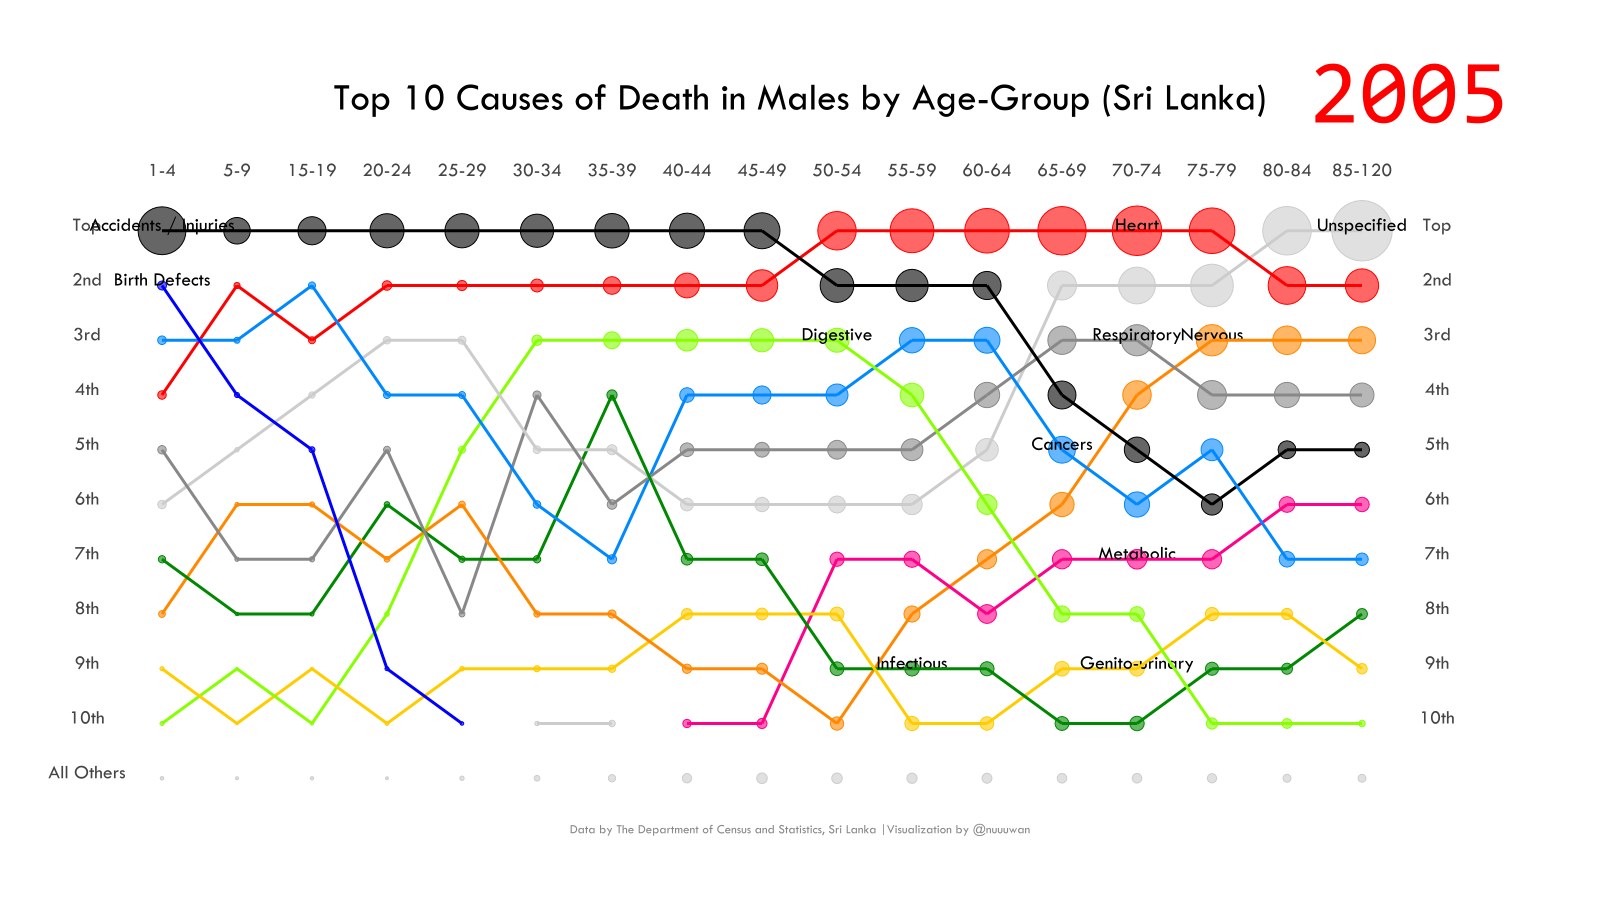 Top 10 Causes of Death in Males by Age-Group (Sri Lanka)
2005
1-4 5-9 15-19 20-24 25-29 30-34 35-39 40-44 45-49 50-54 55-59 60-64 65-69 70-74 75-79 80-84 85-120
Top Accidents / Injuries Heart Unspecified Top
2nd Birth Defects 2nd
3rd Digestive Respiratory Nervous 3rd
4th 4th
5th Cancers 5th
6th 6th
7th Metabolic 7th
8th 8th
9th Infectious Genito-urinary 9th
10th 10th
All Others
Data by The Department of Census and Statistics, Sri Lanka | Visualization by @nuuuwan